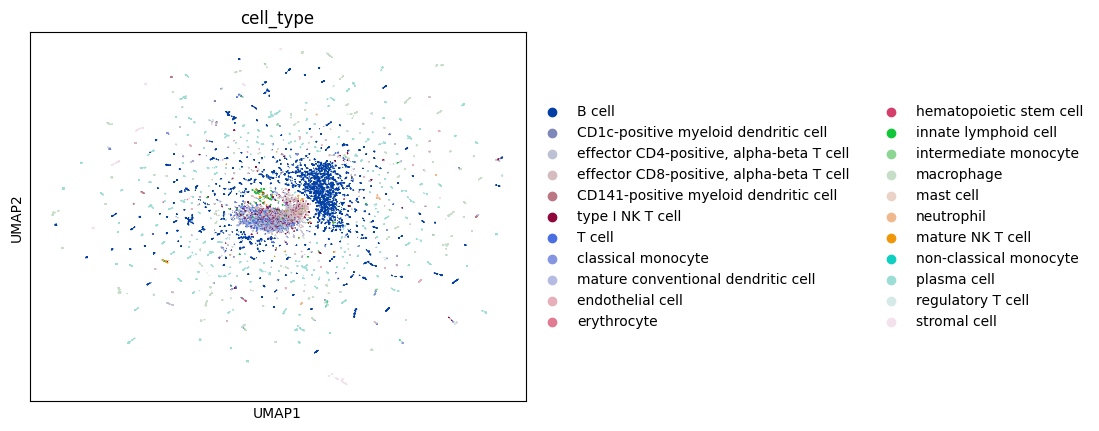 cell_type
UMAP2
UMAP1
B cell
CD1c-positive myeloid dendritic cell
effector CD4-positive, alpha-beta T cell
effector CD8-positive, alpha-beta T cell
CD141-positive myeloid dendritic cell
type I NK T cell
T cell
classical monocyte
mature conventional dendritic cell
endothelial cell
erythrocyte
hematopoietic stem cell
innate lymphoid cell
intermediate monocyte
macrophage
mast cell
neutrophil
mature NK T cell
non-classical monocyte
plasma cell
regulatory T cell
stromal cell